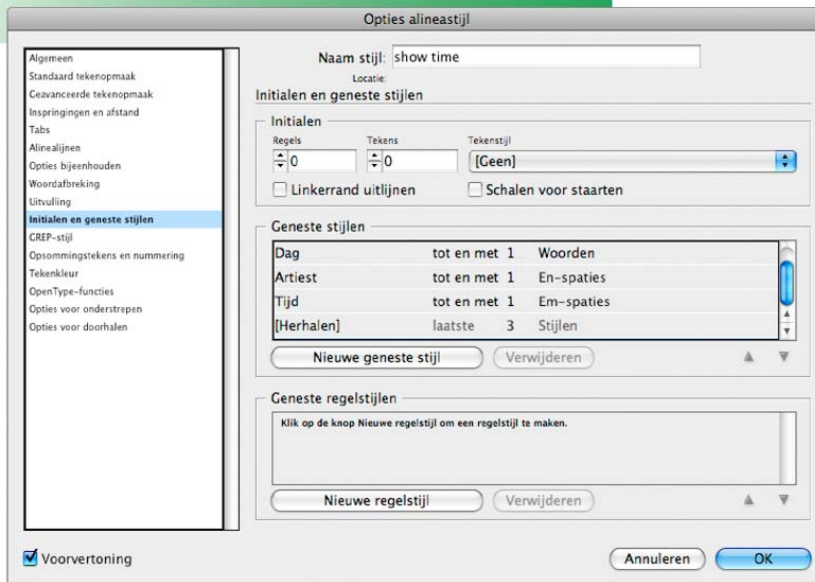 Opties alineastijl
Algemeen
Standaard tekenopmaak
Geavanceerde tekenopmaak
Inspringingen en afstand
Tabs
Alinealijnen
Opties bijeenhouden
Woordafbreking
Uitvulling
Initialen en geneste stijlen
GREP-stijl
Opsommingstekens en nummering
Tekenkleur
OpenType-functies
Opties voor onderstrepen
Opties voor doorhalen
Naam stijl: show time
Locatie:
Initialen en geneste stijlen
Initialen
Regels Tekens Tekenstijl
0 0 [Geen]
Linkerrand uitlijnen Schalen voor staarten
Geneste stijlen
Dag tot en met 1 Woorden
Artiest tot en met 1 En-spaties
Tijd tot en met 1 Em-spaties
[Herhalen] laatste 3 Stijlen
Nieuwe geneste stijl Verwijderen
Geneste regelstijlen
Klik op de knop Nieuwe regelstijl om een regelstijl te maken.
Nieuwe regelstijl Verwijderen
Voorvertoning Annuleren OK